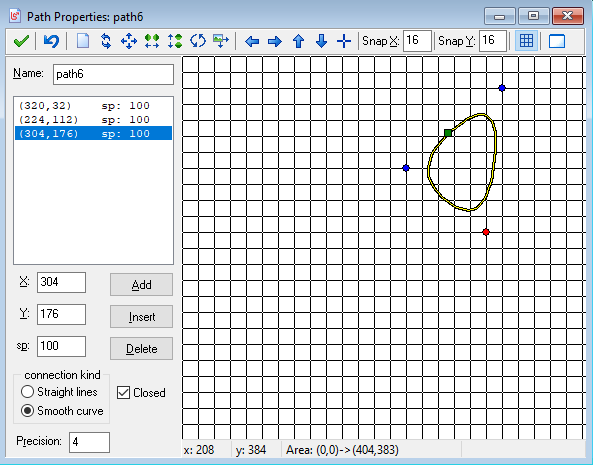 Path Properties: path6
Snap X: 16 Snap Y: 16
Name: path6
(320,32) sp: 100
(224,112) sp: 100
(304,176) sp: 100
X: 304 Add
Y: 176 Insert
sp: 100 Delete
connection kind
Straight lines
Closed
Smooth curve
Precision: 4
x: 208 y: 384 Area: (0,0)->(404,383)